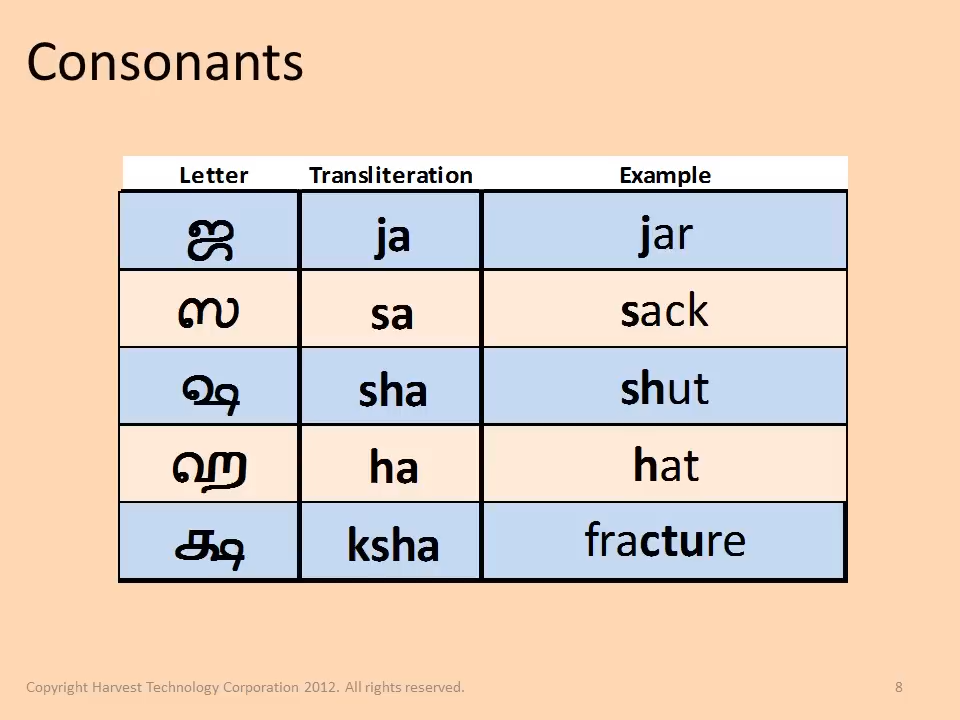 Consonants
Letter Transliteration Example
ஜ ja jar
ஸ sa sack
ஷ sha shut
ஹ ha hat
க்ஷ ksha fracture
Copyright Harvest Technology Corporation 2012. All rights reserved. 8